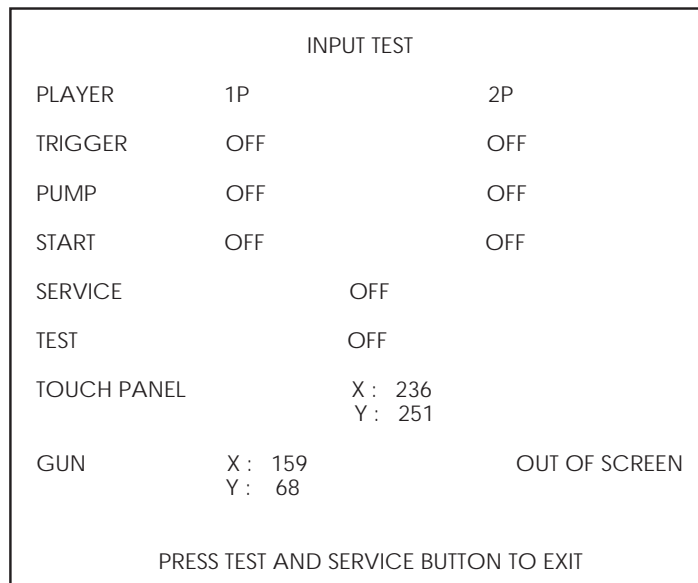 INPUT TEST
PLAYER 1P 2P
TRIGGER OFF OFF
PUMP OFF OFF
START OFF OFF
SERVICE OFF
TEST OFF
TOUCH PANEL X : 236
Y : 251
GUN X : 159 OUT OF SCREEN
Y : 68
PRESS TEST AND SERVICE BUTTON TO EXIT